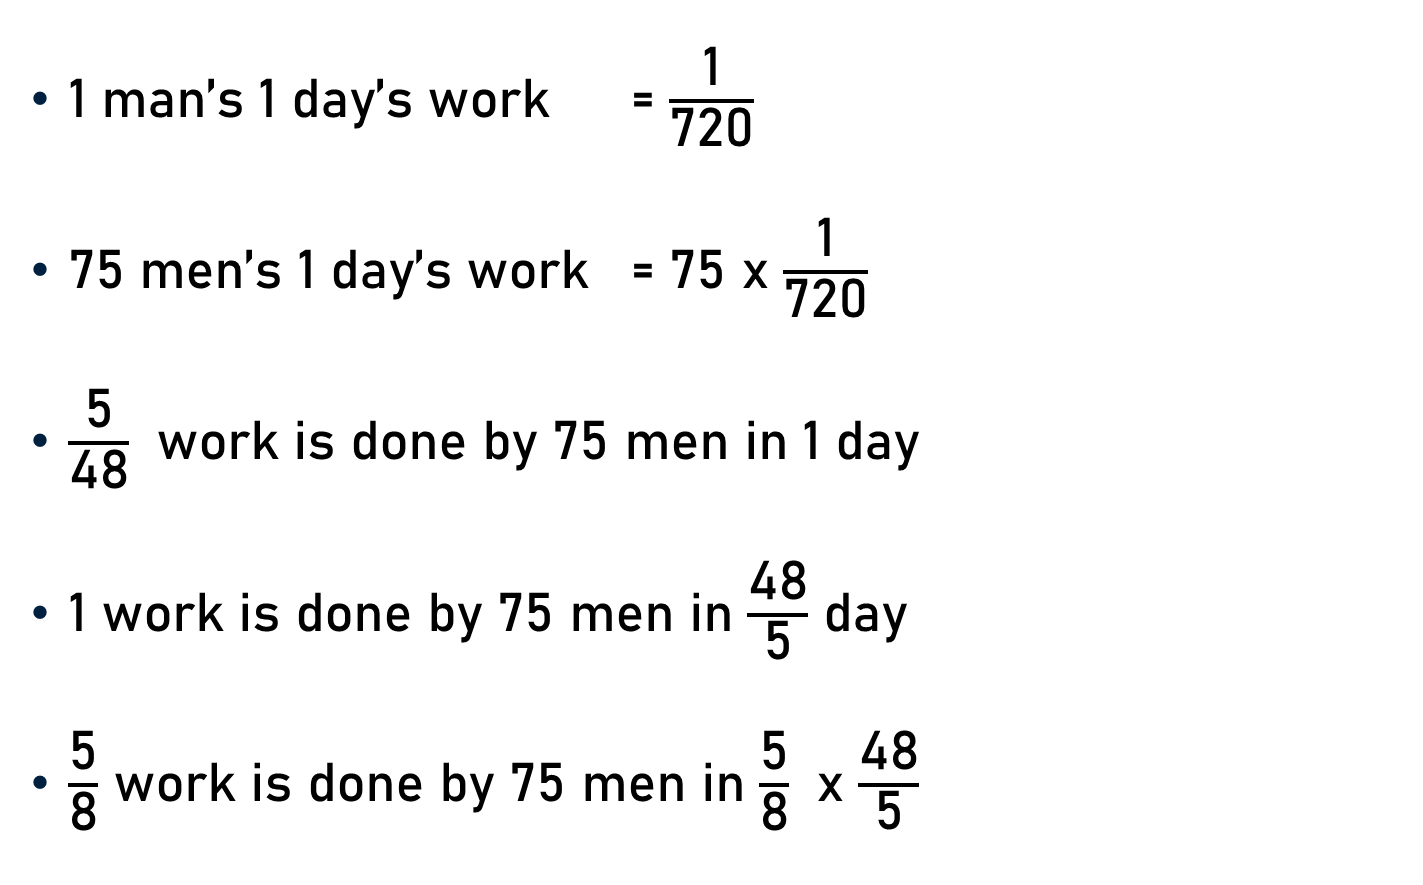 • 1 man’s 1 day’s work = 1/720
• 75 men’s 1 day’s work = 75 x 1/720
• 5/48 work is done by 75 men in 1 day
• 1 work is done by 75 men in 48/5 day
• 5/8 work is done by 75 men in 5/8 x 48/5